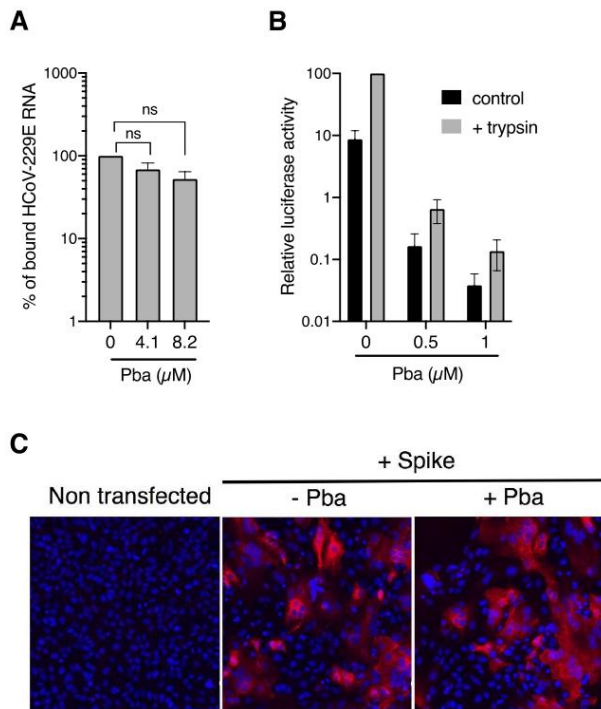 A
% of bound HCoV-229E RNA
1000
100
10
1
ns
ns
0 4.1 8.2
Pba (µM)
B
Relative luciferase activity
100
10
1
0.1
0.01
control
+ trypsin
0 0.5 1
Pba (µM)
C
+ Spike
Non transfected - Pba + Pba